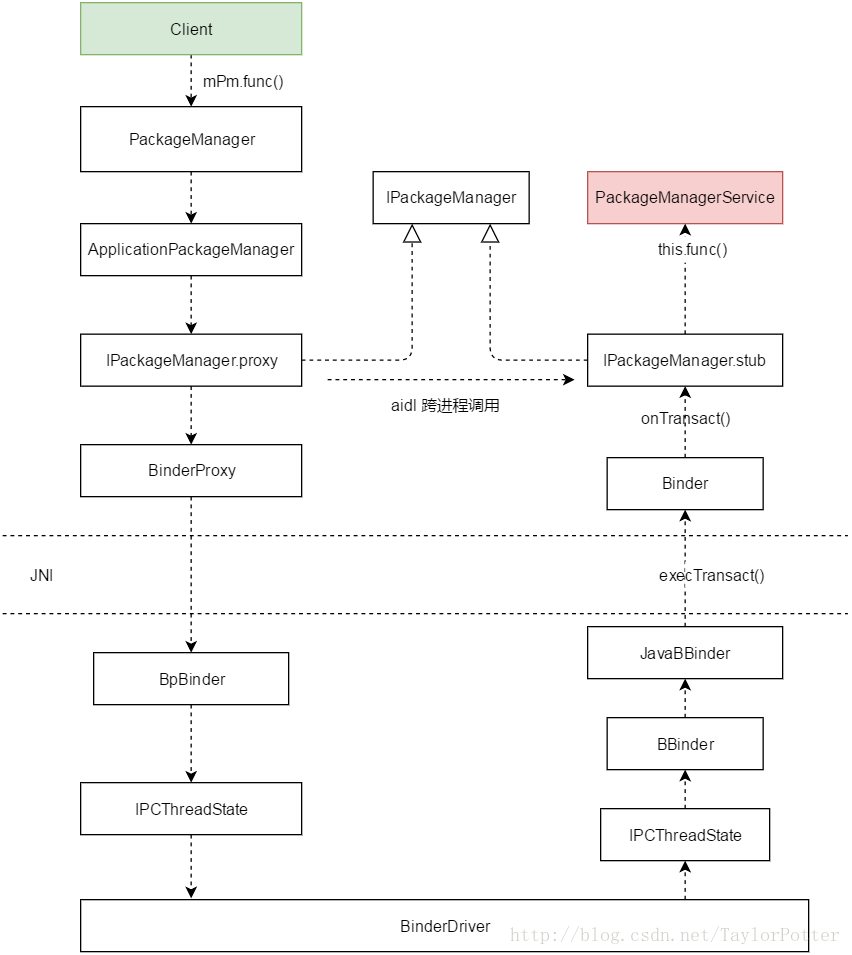 Client
mPm.func()
PackageManager
IPackageManager
PackageManagerService
ApplicationPackageManager
this.func()
IPackageManager.proxy
IPackageManager.stub
aidl 跨进程调用
onTransact()
BinderProxy
Binder
JNI
execTransact()
JavaBBinder
BpBinder
BBinder
IPCThreadState
IPCThreadState
BinderDriver
http://blog.csdn.net/TaylorPotter